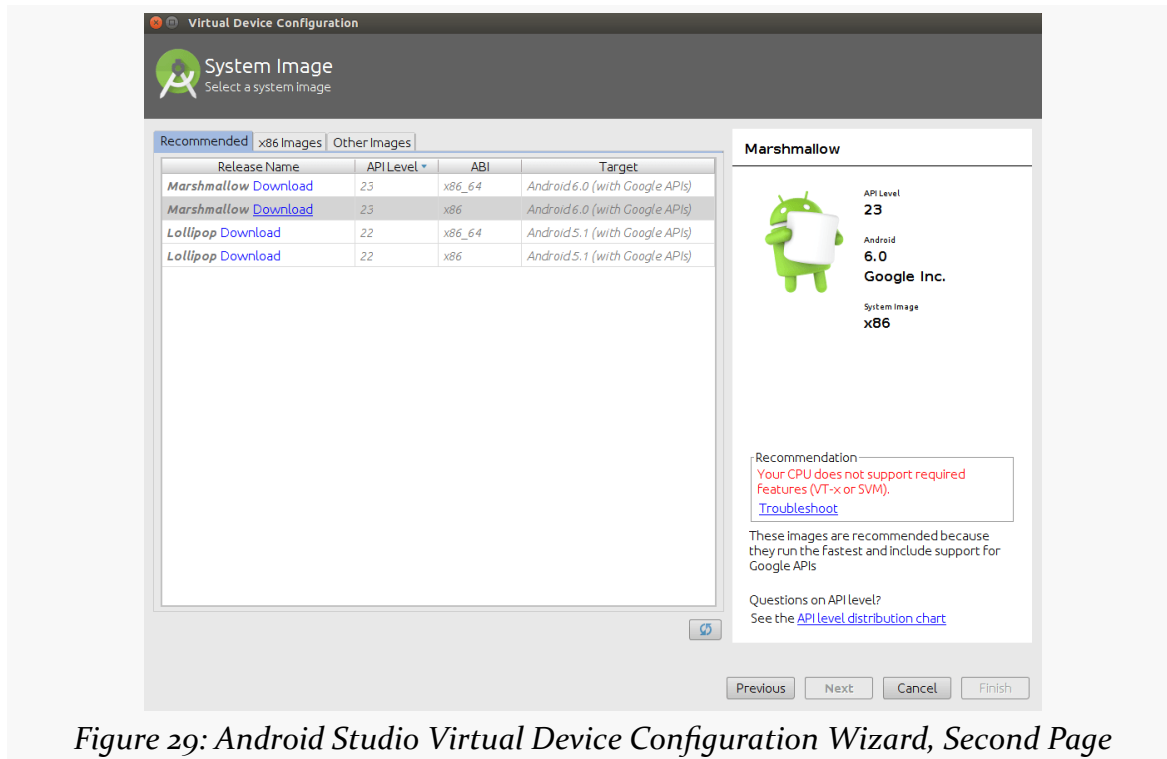 Virtual Device Configuration
System Image
Select a system image
Recommended x86 Images Other Images
Release Name API Level ABI Target
Marshmallow Download 23 x86_64 Android 6.0 (with Google APIs)
Marshmallow Download 23 x86 Android 6.0 (with Google APIs)
Lollipop Download 22 x86_64 Android 5.1 (with Google APIs)
Lollipop Download 22 x86 Android 5.1 (with Google APIs)
Marshmallow
API Level
23
Android
6.0
Google Inc.
System Image
x86
Recommendation
Your CPU does not support required
features (VT-x or SVM).
Troubleshoot
These images are recommended because
they run the fastest and include support for
Google APIs
Questions on API level?
See the API level distribution chart
Previous Next Cancel Finish
Figure 29: Android Studio Virtual Device Configuration Wizard, Second Page